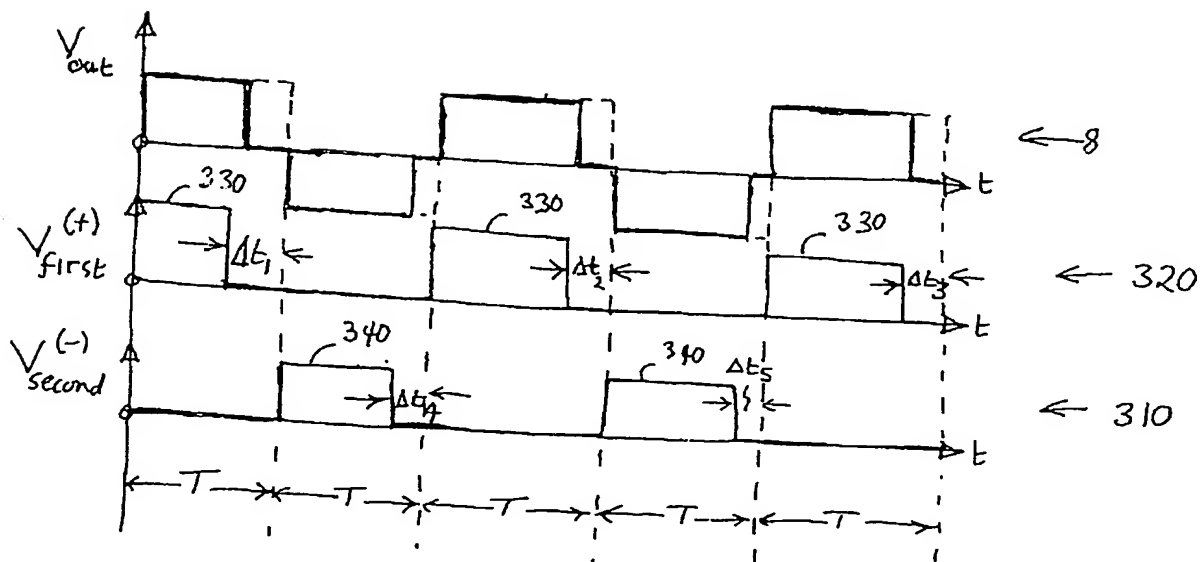 Vout
8
t
330
330
330
V(+)first
Δt1
Δt2
Δt3
320
t
340
340
V(-)second
Δt4
Δt5
310
t
T T T T T